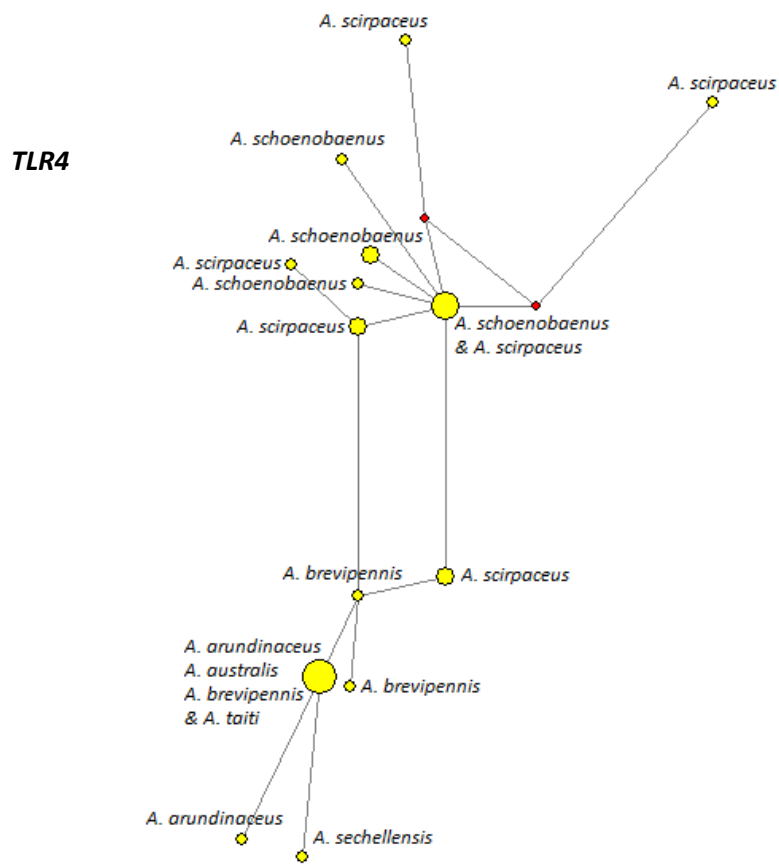 A. scirpaceus
A. scirpaceus
A. schoenobaenus
TLR4
A. schoenobaenus
A. scirpaceus
A. schoenobaenus
A. scirpaceus
A. schoenobaenus
& A. scirpaceus
A. brevipennis
A. scirpaceus
A. arundinaceus
A. australis
A. brevipennis
& A. taiti
A. brevipennis
A. arundinaceus
A. sechellensis